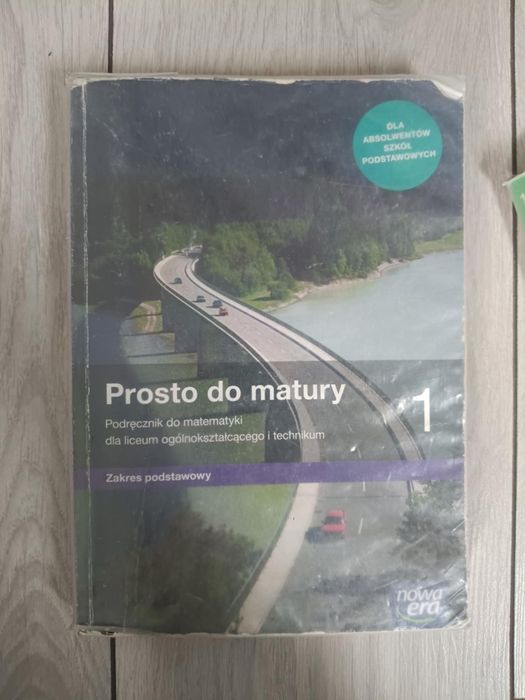 DLA
ABSOLWENTÓW
SZKÓŁ
PODSTAWOWYCH
Prosto do matury
1
Podręcznik do matematyki
dla liceum ogólnokształcącego i technikum
Zakres podstawowy
nowa
era